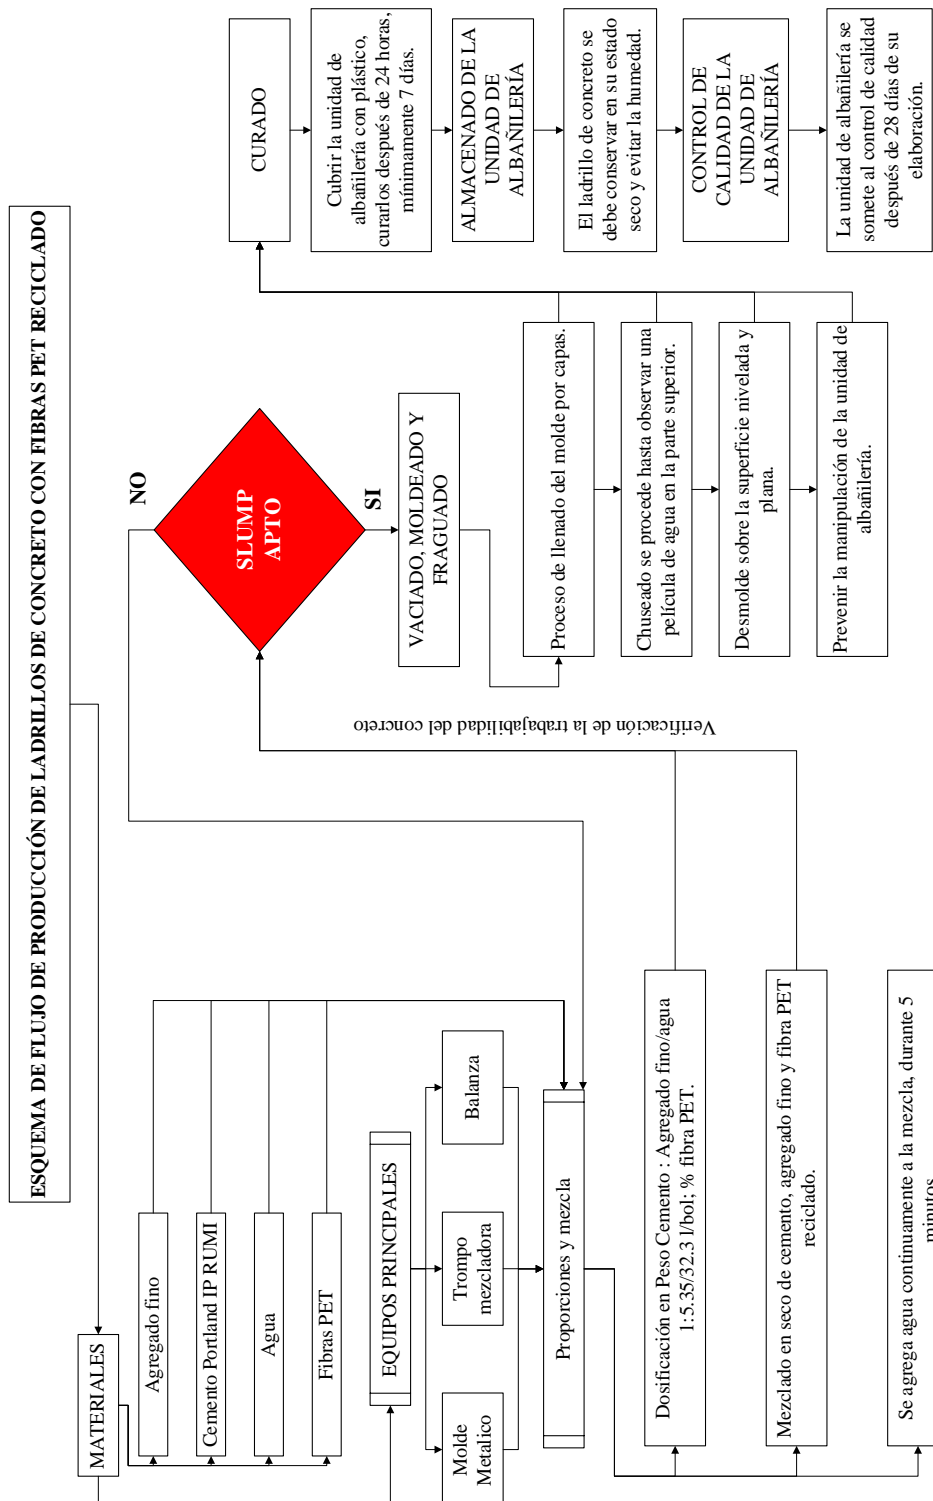 ESQUEMA DE FLUJO DE PRODUCCIÓN DE LADRILLOS DE CONCRETO CON FIBRAS PET RECICLADO
MATERIALES
Agregado fino
Cemento Portland IP RUMI
Agua
Fibras PET
EQUIPOS PRINCIPALES
Molde
Metalico
Trompo
mezcladora
Balanza
Proporciones y mezcla
Dosificación en Peso Cemento : Agregado fino/agua
1:5.35/32.3 l/bol; % fibra PET.
Mezclado en seco de cemento, agregado fino y fibra PET
reciclado.
Se agrega agua continuamente a la mezcla, durante 5
minutos
Verificación de la trabajabilidad del concreto
SLUMP
APTO
NO
SI
VACIADO, MOLDEADO Y
FRAGUADO
Proceso de llenado del molde por capas.
Chuseado se procede hasta observar una
película de agua en la parte superior.
Desmolde sobre la superficie nivelada y
plana.
Prevenir la manipulación de la unidad de
albañilería.
CURADO
Cubrir la unidad de
albañilería con plástico,
curarlos después de 24 horas,
mínimamente 7 días.
ALMACENADO DE LA
UNIDAD DE
ALBAÑILERÍA
El ladrillo de concreto se
debe conservar en su estado
seco y evitar la humedad.
CONTROL DE
CALIDAD DE LA
UNIDAD DE
ALBAÑILERÍA
La unidad de albañilería se
somete al control de calidad
después de 28 días de su
elaboración.